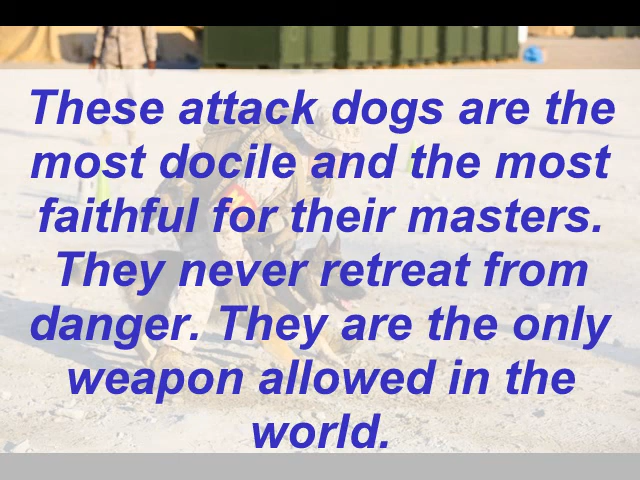 These attack dogs are the
most docile and the most
faithful for their masters.
They never retreat from
danger. They are the only
weapon allowed in the
world.